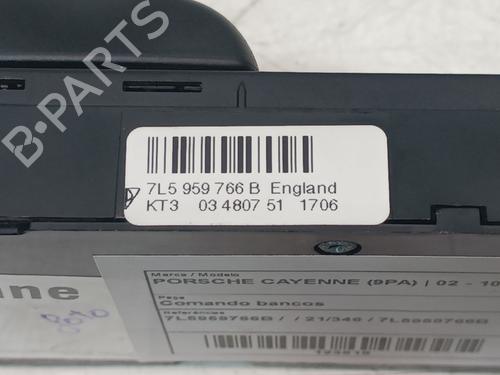 B-PARTS
7L5 959 766 B England
KT3 03 4807 51 1706
Marca / Modelo
PORSCHE CAYENNE (9PA) | 02 - 10
Peça
Comando bancos
Referências
7L5959766B / / 21/346 / 7L5959766B